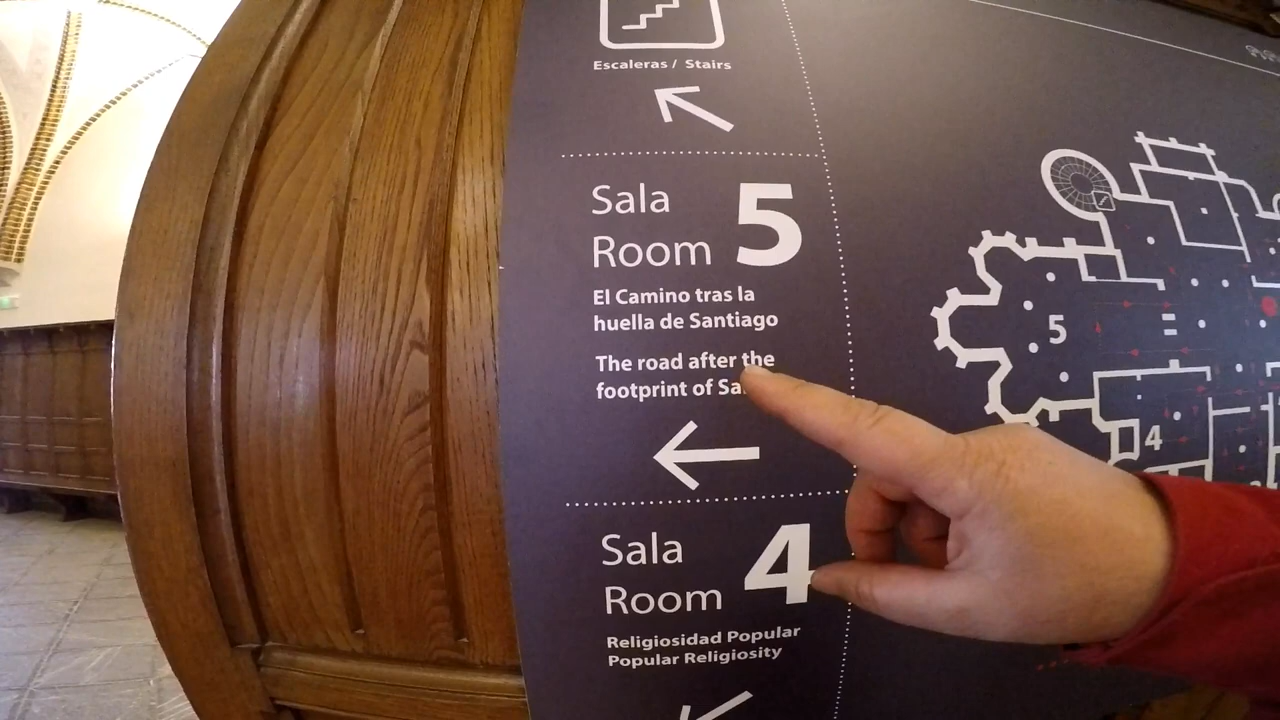 Escaleras / Stairs
Sala
Room 5
El Camino tras la
huella de Santiago
The road after the
footprint of
Sala
Room 4
Religiosidad Popular
Popular Religiosity
5
4